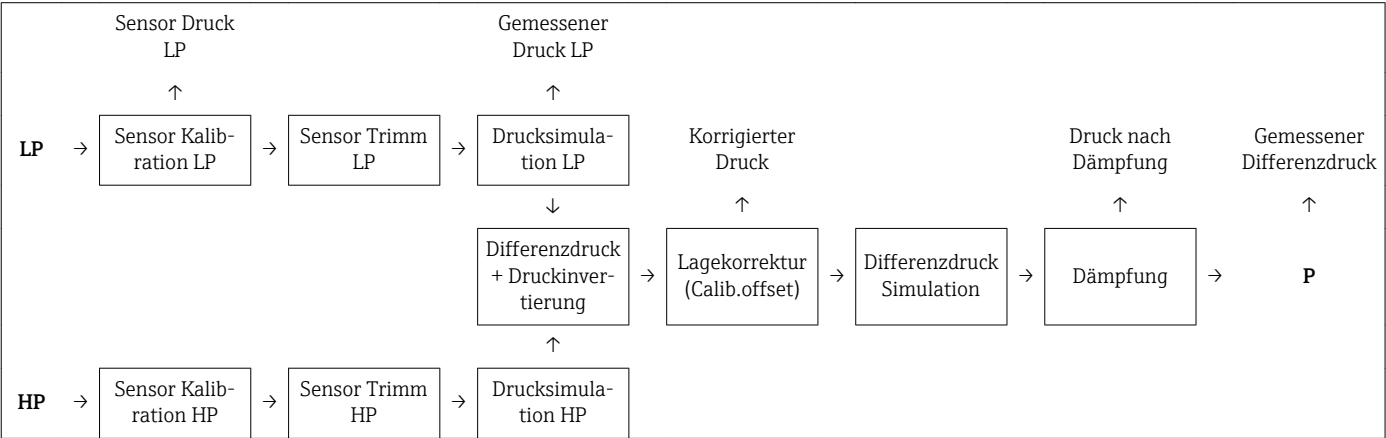 Sensor Druck
LP
Gemessener
Druck LP
↑
↑
LP
→
Sensor Kalib-
ration LP
→
Sensor Trimm
LP
→
Drucksimula-
tion LP
Korrigierter
Druck
Druck nach
Dämpfung
Gemessener
Differenzdruck
↓
↑
↑
↑
Differenzdruck
+ Druckinver-
tierung
→
Lagekorrektur
(Calib.offset)
→
Differenzdruck
Simulation
→
Dämpfung
→
P
↑
HP
→
Sensor Kalib-
ration HP
→
Sensor Trimm
HP
→
Drucksimula-
tion HP